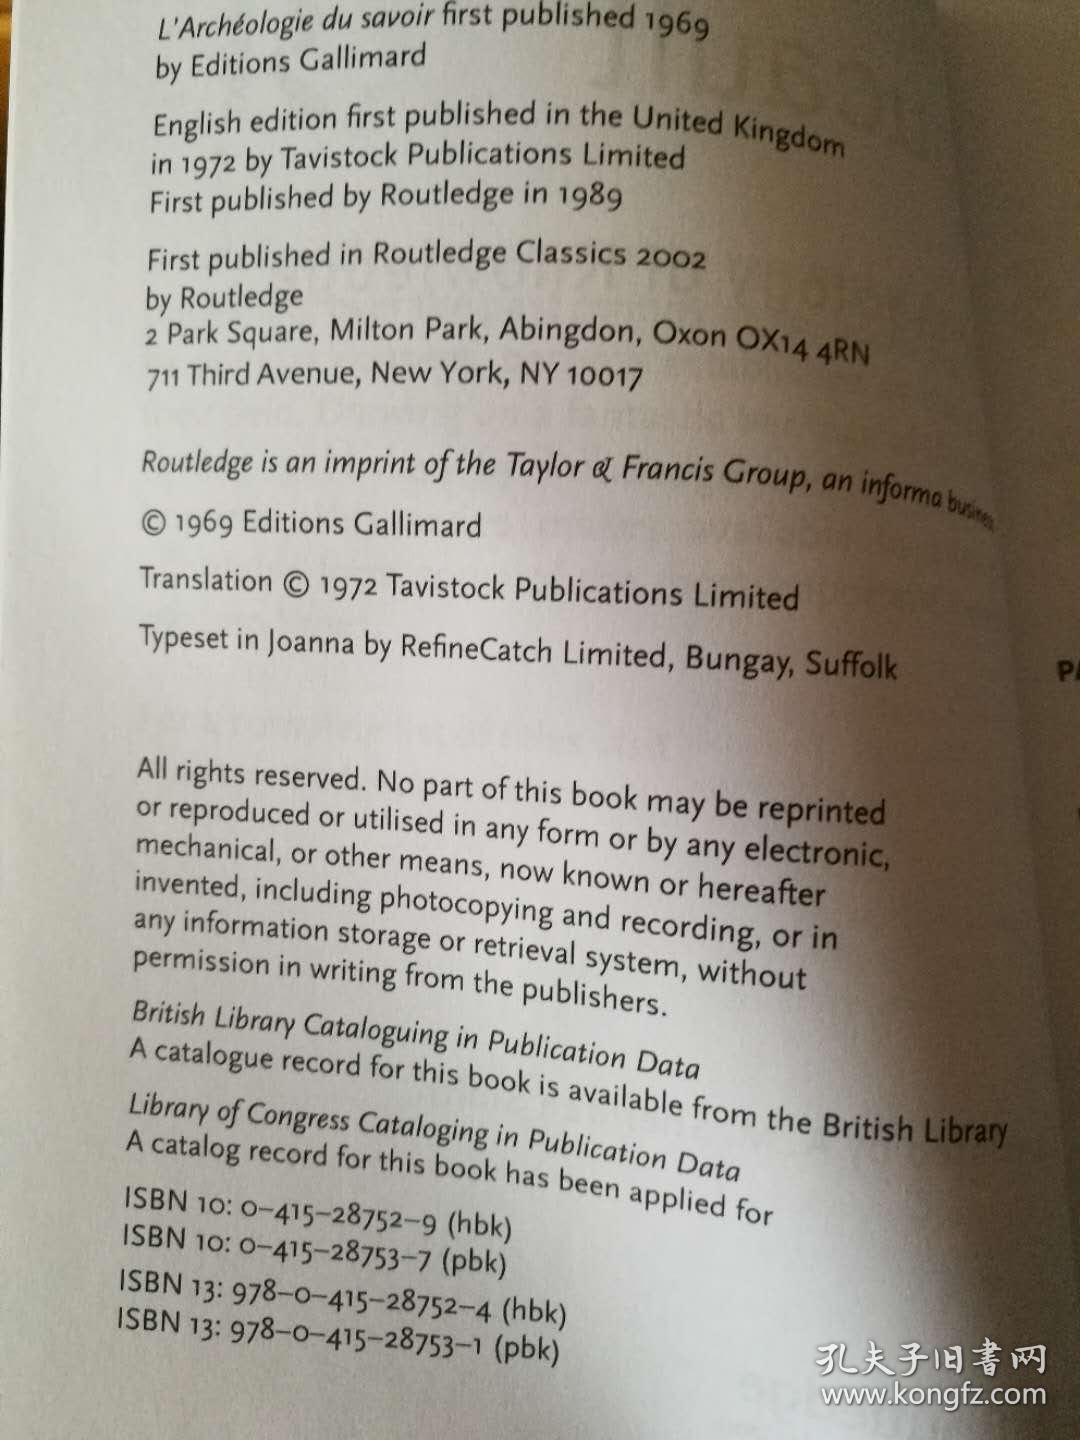 L'Archéologie du savoir first published 1969
by Editions Gallimard
English edition first published in the United Kingdom
in 1972 by Tavistock Publications Limited
First published by Routledge in 1989
First published in Routledge Classics 2002
by Routledge
2 Park Square, Milton Park, Abingdon, Oxon OX14 4RN
711 Third Avenue, New York, NY 10017
Routledge is an imprint of the Taylor & Francis Group, an informa business
© 1969 Editions Gallimard
Translation © 1972 Tavistock Publications Limited
Typeset in Joanna by RefineCatch Limited, Bungay, Suffolk
All rights reserved. No part of this book may be reprinted
or reproduced or utilised in any form or by any electronic,
mechanical, or other means, now known or hereafter
invented, including photocopying and recording, or in
any information storage or retrieval system, without
permission in writing from the publishers.
British Library Cataloguing in Publication Data
A catalogue record for this book is available from the British Library
Library of Congress Cataloging in Publication Data
A catalog record for this book has been applied for
ISBN 10: 0–415–28752–9 (hbk)
ISBN 10: 0–415–28753–7 (pbk)
ISBN 13: 978–0–415–28752–4 (hbk)
ISBN 13: 978–0–415–28753–1 (pbk)
孔夫子旧書网
www.kongfz.com